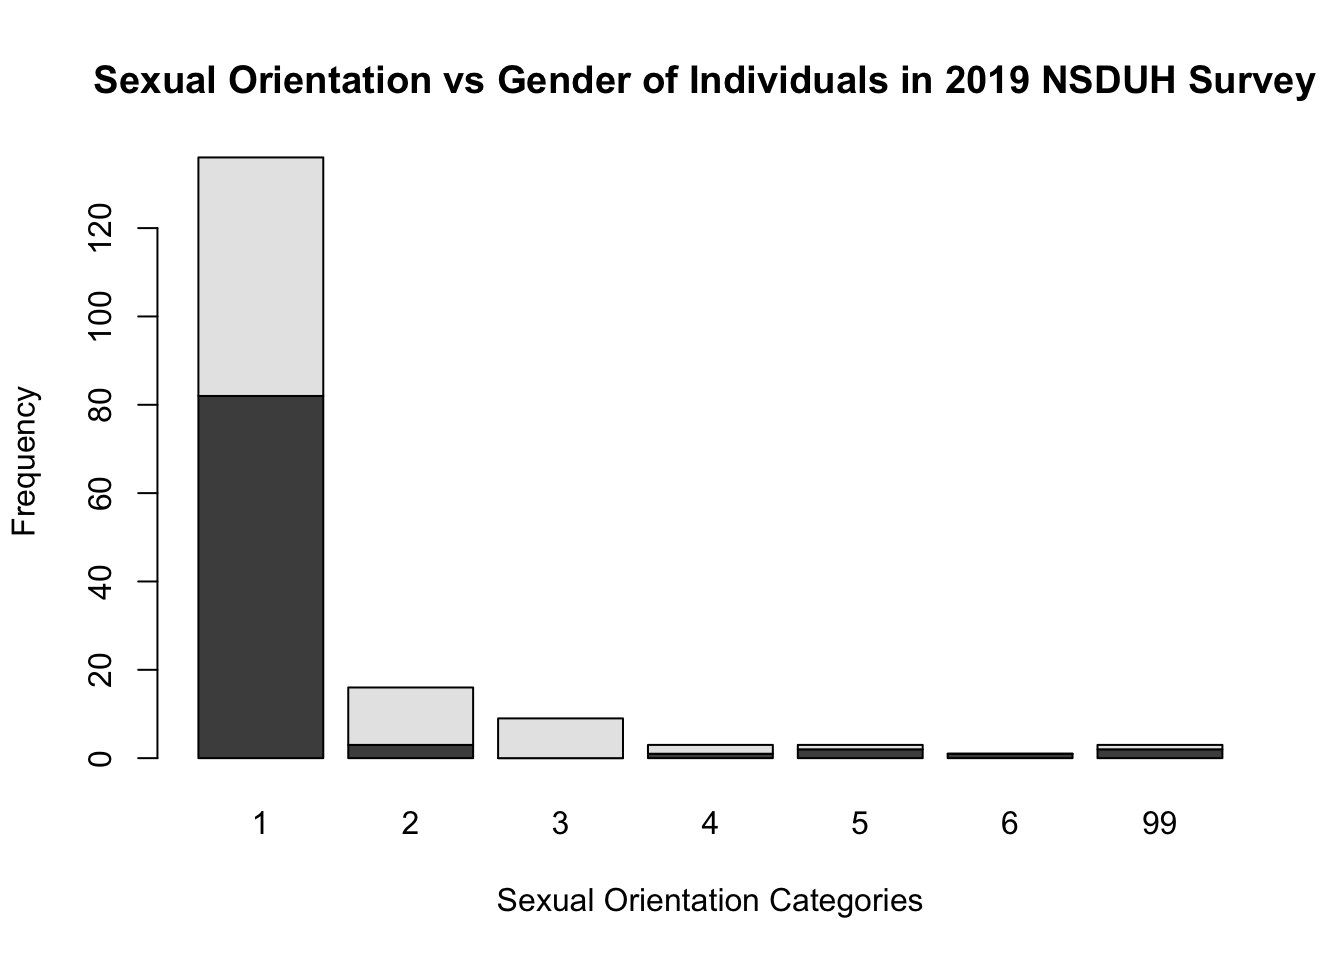 Sexual Orientation vs Gender of Individuals in 2019 NSDUH Survey
Frequency
120
100
80
60
40
20
0
1 2 3 4 5 6 99
Sexual Orientation Categories